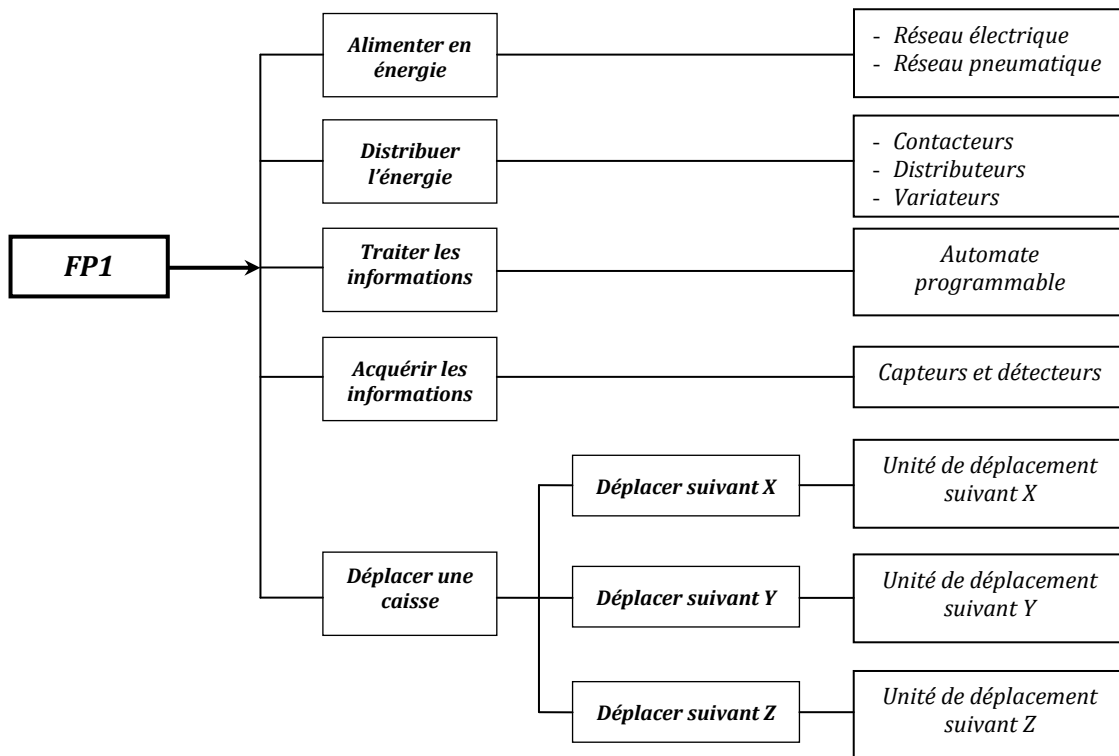 Alimenter en
énergie
- Réseau électrique
- Réseau pneumatique
Distribuer
l'énergie
- Contacteurs
- Distributeurs
- Variateurs
FP1
Traiter les
informations
Automate
programmable
Acquérir les
informations
Capteurs et détecteurs
Déplacer une
caisse
Déplacer suivant X
Unité de déplacement
suivant X
Déplacer suivant Y
Unité de déplacement
suivant Y
Déplacer suivant Z
Unité de déplacement
suivant Z